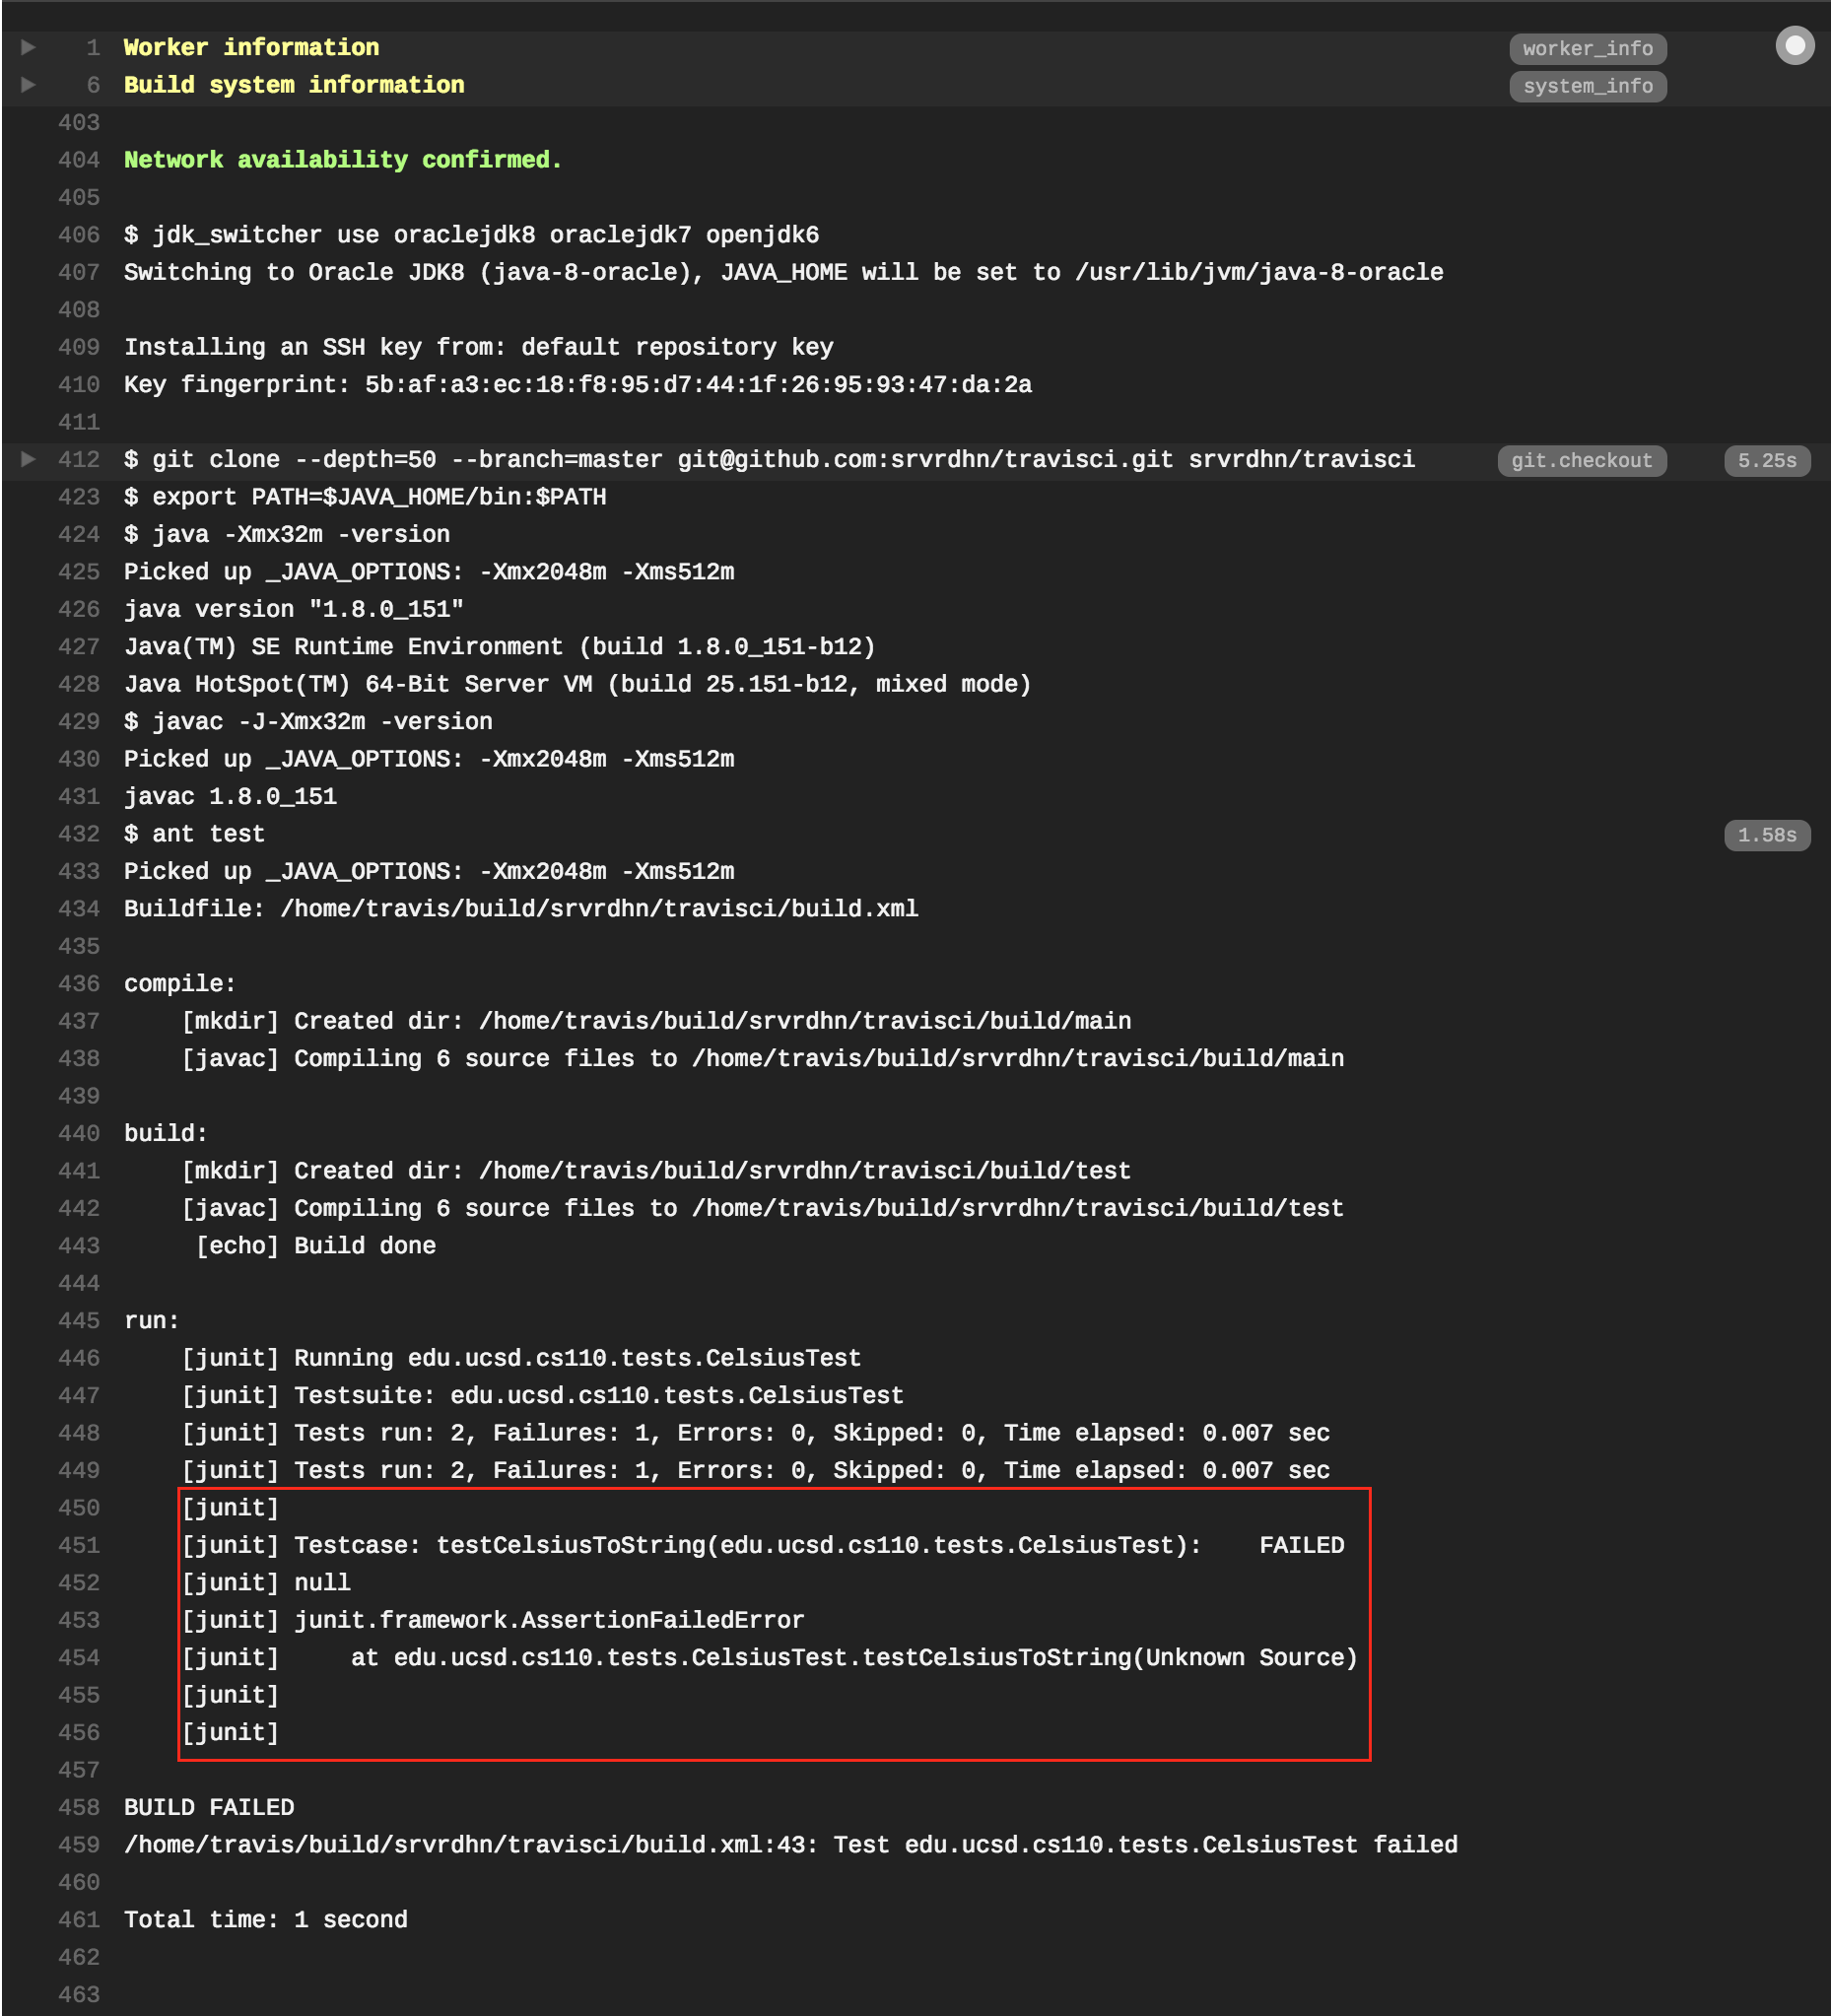 1 Worker information worker_info
6 Build system information system_info
403
404 Network availability confirmed.
405
406 $ jdk_switcher use oraclejdk8 oraclejdk7 openjdk6
407 Switching to Oracle JDK8 (java-8-oracle), JAVA_HOME will be set to /usr/lib/jvm/java-8-oracle
408
409 Installing an SSH key from: default repository key
410 Key fingerprint: 5b:af:a3:ec:18:f8:95:d7:44:1f:26:95:93:47:da:2a
411
412 $ git clone --depth=50 --branch=master git@github.com:srvrdhn/travisci.git srvrdhn/travisci git.checkout 5.25s
423 $ export PATH=$JAVA_HOME/bin:$PATH
424 $ java -Xmx32m -version
425 Picked up _JAVA_OPTIONS: -Xmx2048m -Xms512m
426 java version "1.8.0_151"
427 Java(TM) SE Runtime Environment (build 1.8.0_151-b12)
428 Java HotSpot(TM) 64-Bit Server VM (build 25.151-b12, mixed mode)
429 $ javac -J-Xmx32m -version
430 Picked up _JAVA_OPTIONS: -Xmx2048m -Xms512m
431 javac 1.8.0_151
432 $ ant test 1.58s
433 Picked up _JAVA_OPTIONS: -Xmx2048m -Xms512m
434 Buildfile: /home/travis/build/srvrdhn/travisci/build.xml
435
436 compile:
437 [mkdir] Created dir: /home/travis/build/srvrdhn/travisci/build/main
438 [javac] Compiling 6 source files to /home/travis/build/srvrdhn/travisci/build/main
439
440 build:
441 [mkdir] Created dir: /home/travis/build/srvrdhn/travisci/build/test
442 [javac] Compiling 6 source files to /home/travis/build/srvrdhn/travisci/build/test
443 [echo] Build done
444
445 run:
446 [junit] Running edu.ucsd.cs110.tests.CelsiusTest
447 [junit] Testsuite: edu.ucsd.cs110.tests.CelsiusTest
448 [junit] Tests run: 2, Failures: 1, Errors: 0, Skipped: 0, Time elapsed: 0.007 sec
449 [junit] Tests run: 2, Failures: 1, Errors: 0, Skipped: 0, Time elapsed: 0.007 sec
450 [junit]
451 [junit] Testcase: testCelsiusToString(edu.ucsd.cs110.tests.CelsiusTest): FAILED
452 [junit] null
453 [junit] junit.framework.AssertionFailedError
454 [junit] at edu.ucsd.cs110.tests.CelsiusTest.testCelsiusToString(Unknown Source)
455 [junit]
456 [junit]
457
458 BUILD FAILED
459 /home/travis/build/srvrdhn/travisci/build.xml:43: Test edu.ucsd.cs110.tests.CelsiusTest failed
460
461 Total time: 1 second
462
463